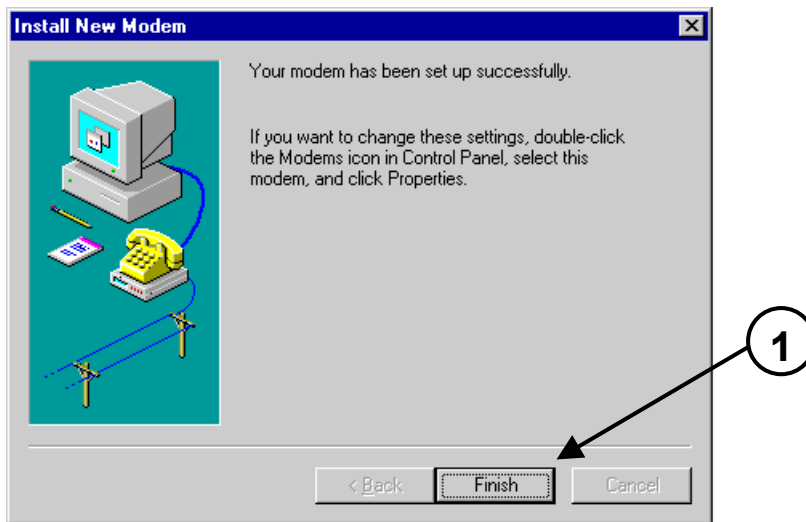 Install New Modem
Your modem has been set up successfully.
If you want to change these settings, double-click
the Modems icon in Control Panel, select this
modem, and click Properties.
1
< Back Finish Cancel